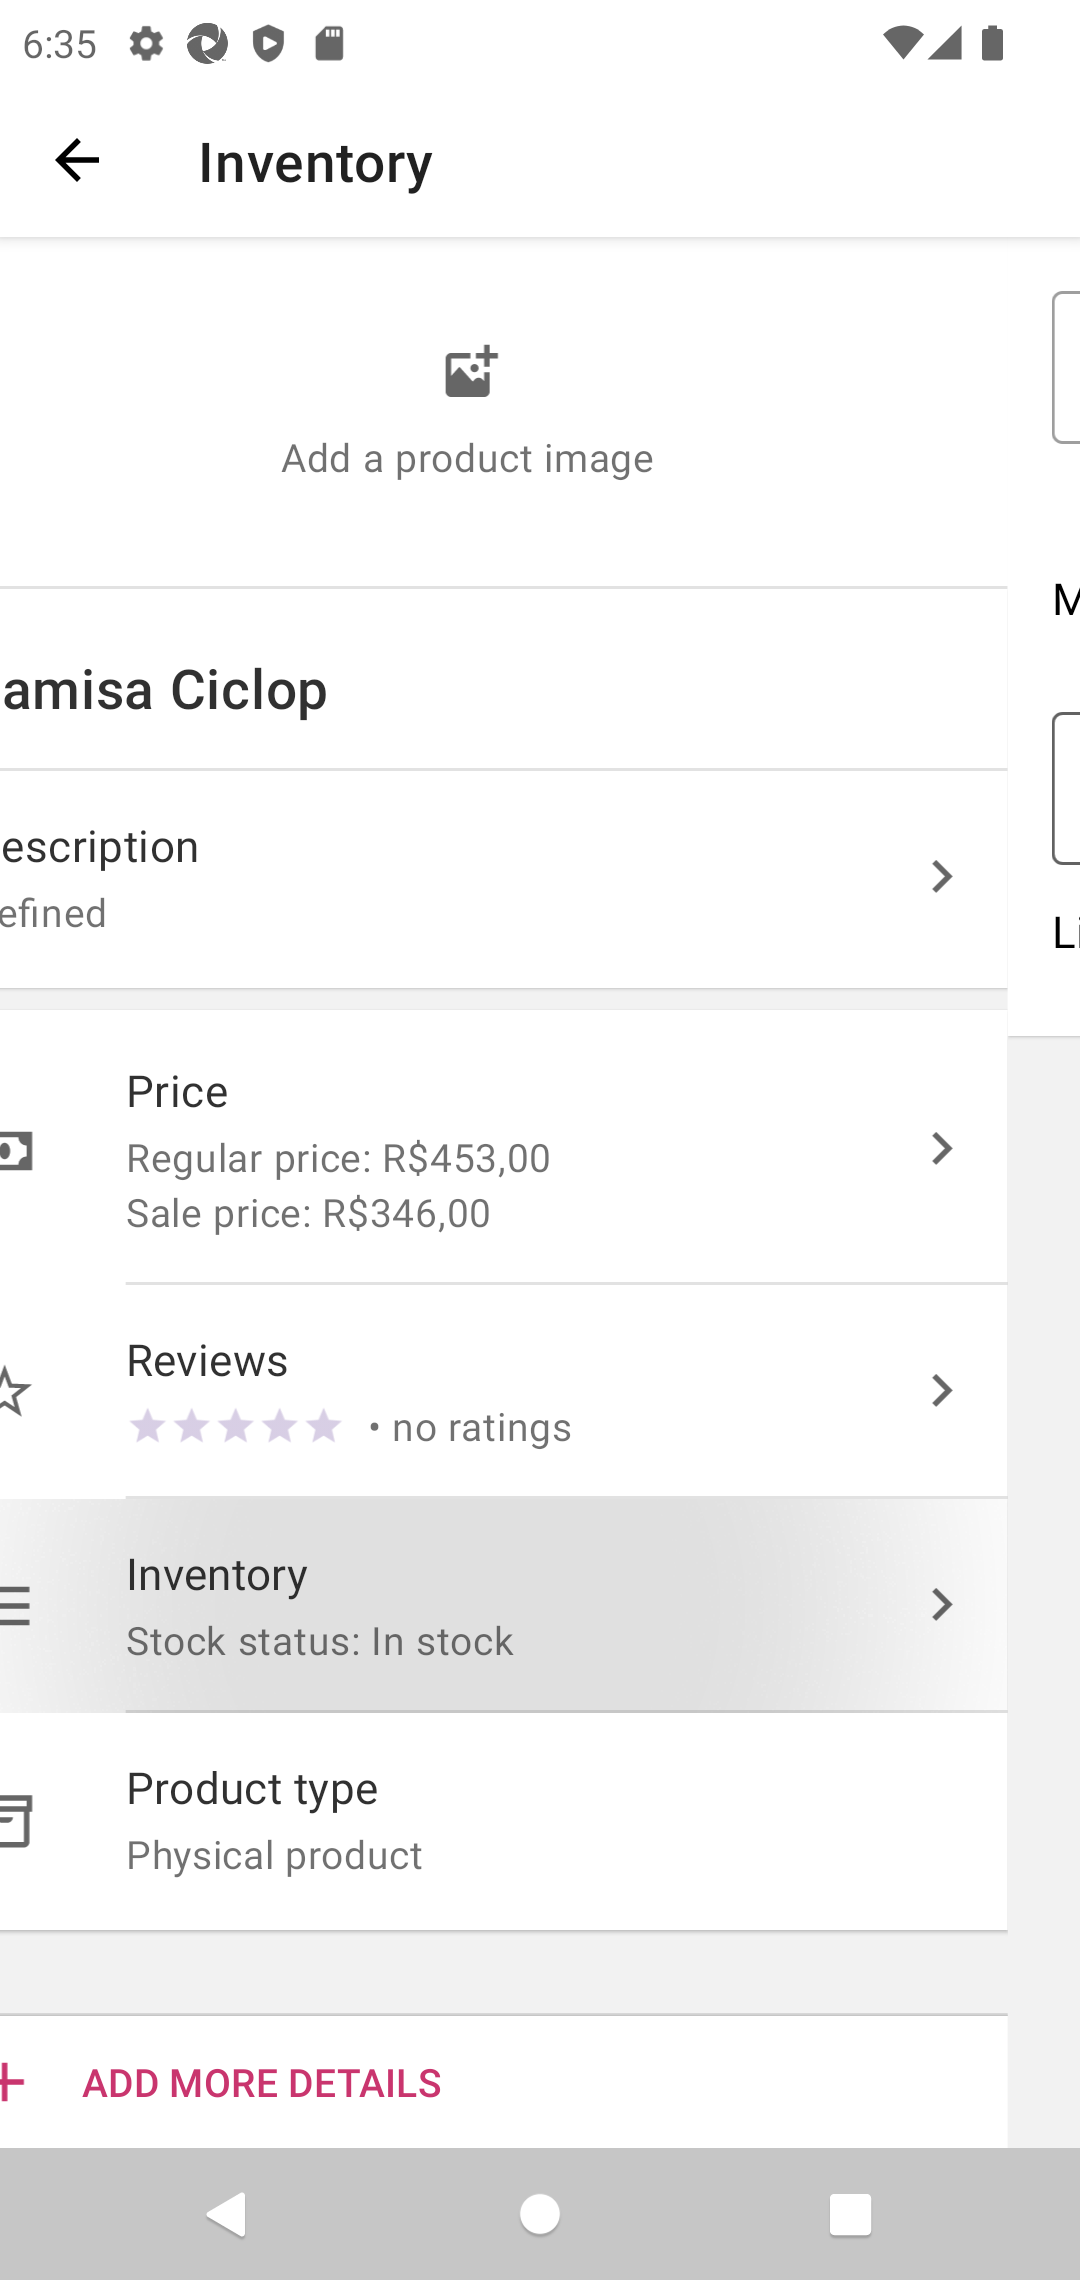 6:35
Inventory
Add a product image
amisa Ciclop
escription
efined
Price
Regular price: R$453,00
Sale price: R$346,00
Reviews
• no ratings
Inventory
Stock status: In stock
Product type
Physical product
ADD MORE DETAILS
M
Li